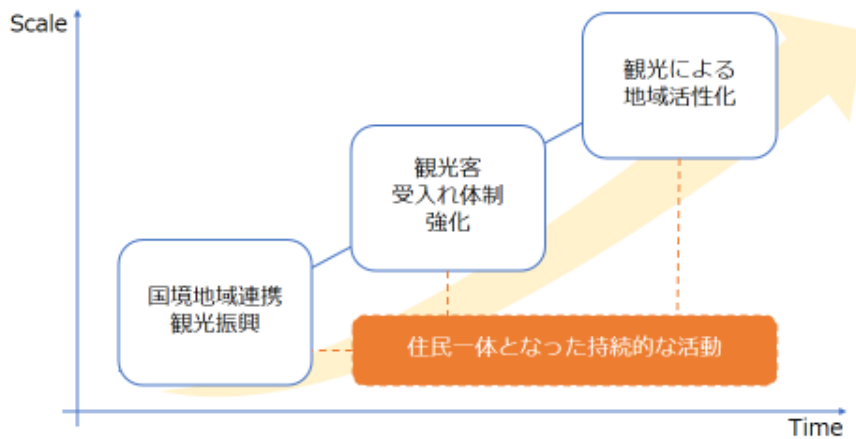 Scale
観光による
地域活性化
観光客
受入れ体制
強化
国境地域連携
観光振興
住民一体となった持続的な活動
Time